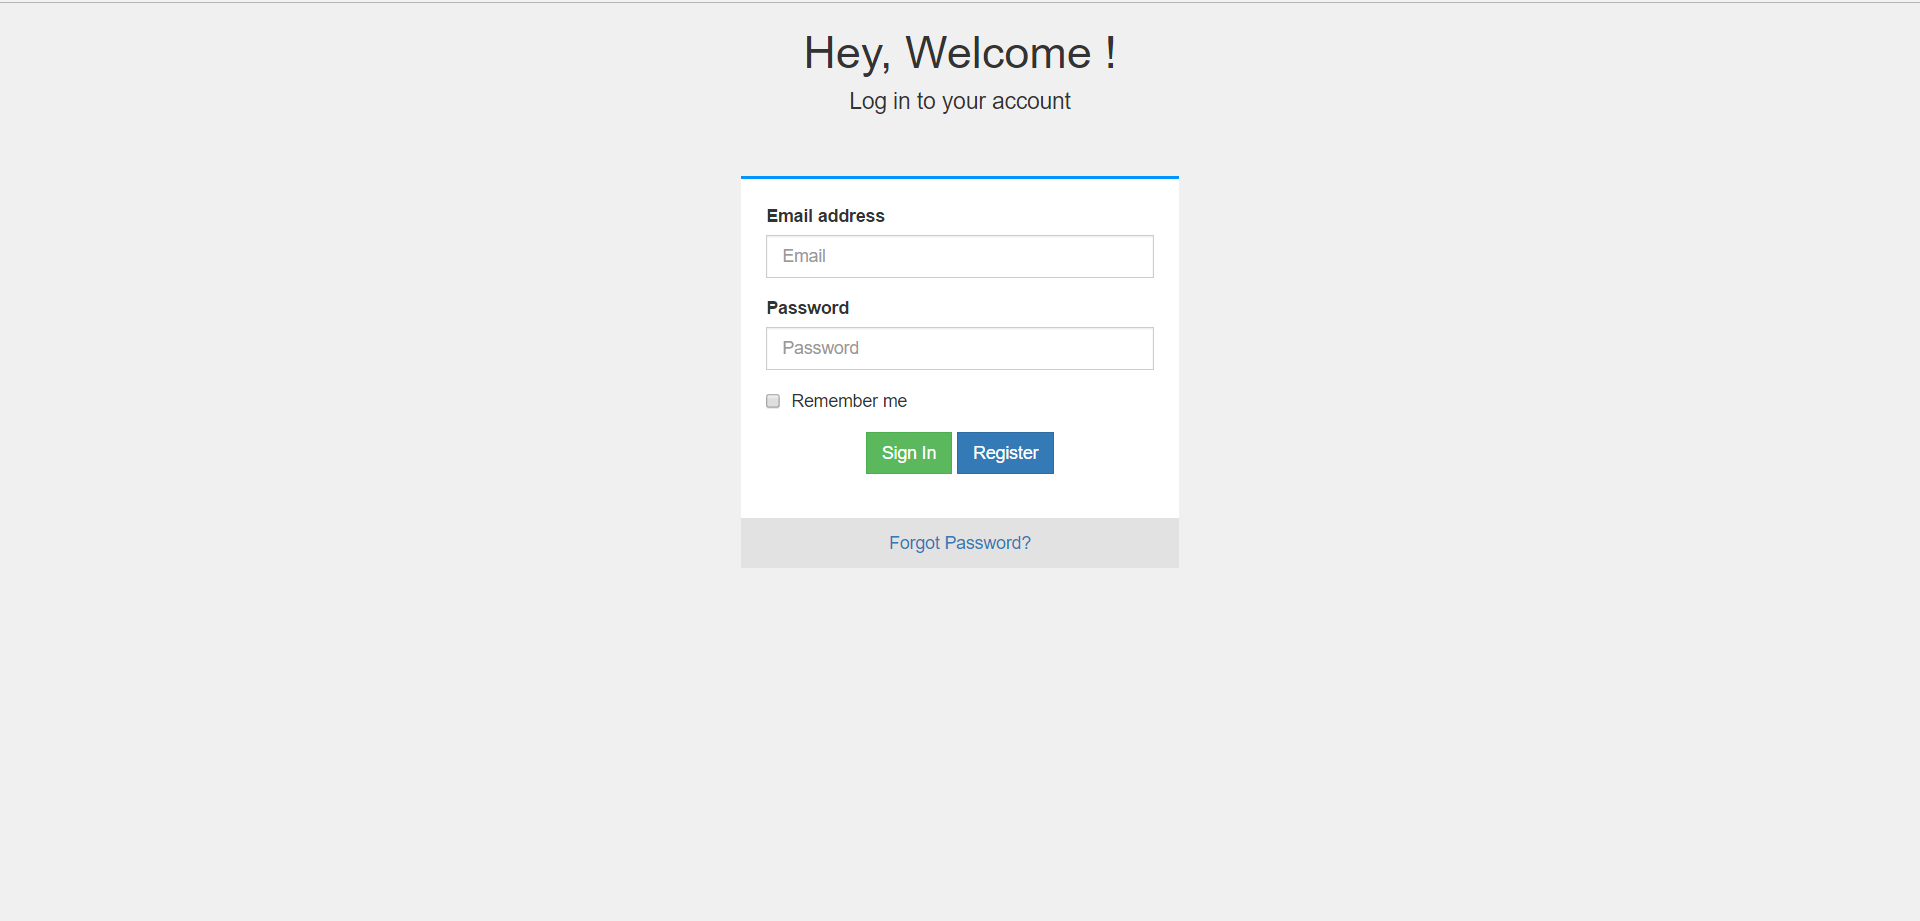 Hey, Welcome !
Log in to your account
Email address
Email
Password
Password
Remember me
Sign In Register
Forgot Password?